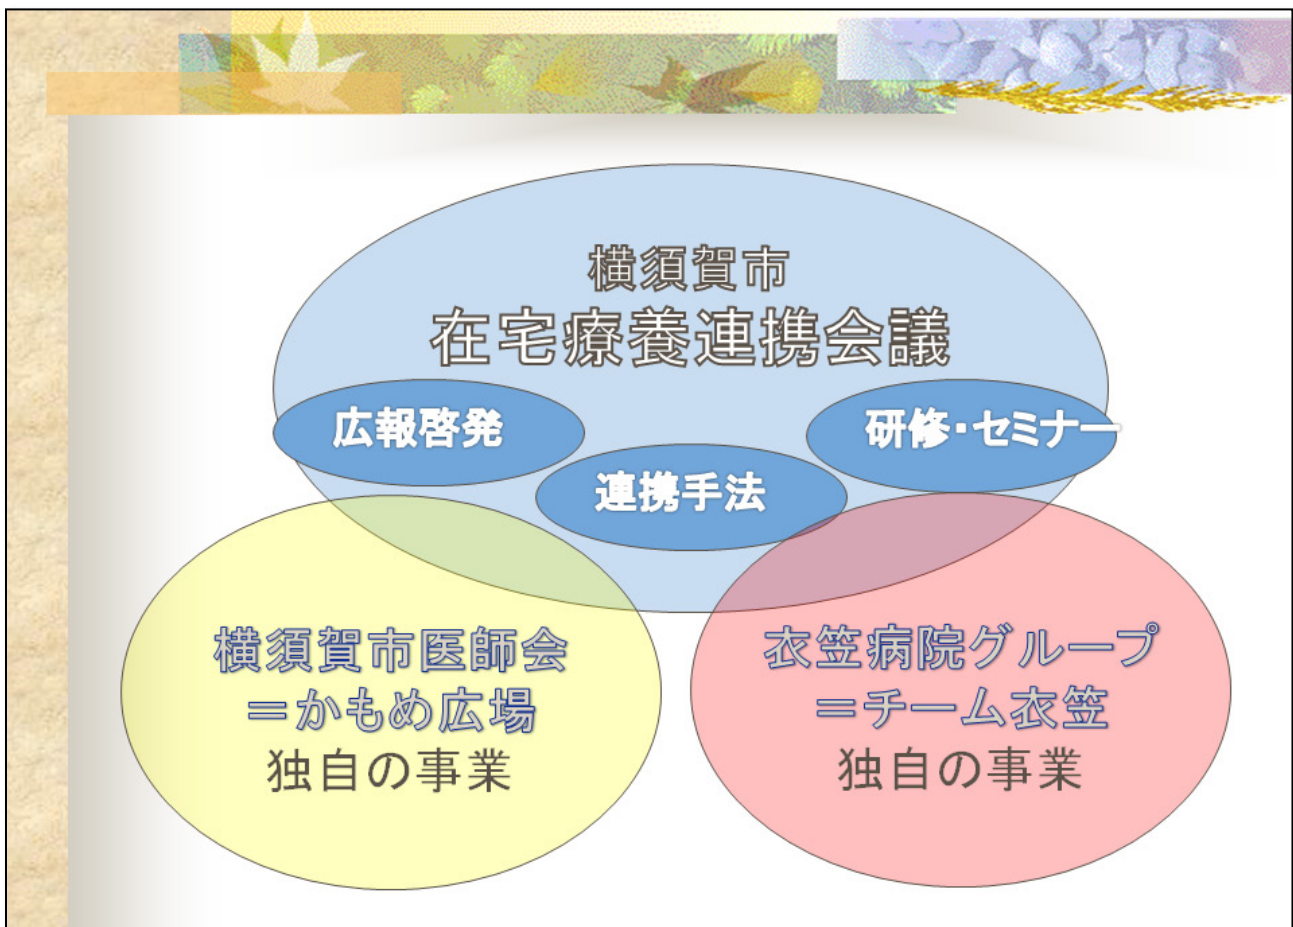 横須賀市
在宅療養連携会議
広報啓発
連携手法
研修・セミナー
横須賀市医師会
＝かもめ広場
独自の事業
衣笠病院グループ
＝チーム衣笠
独自の事業